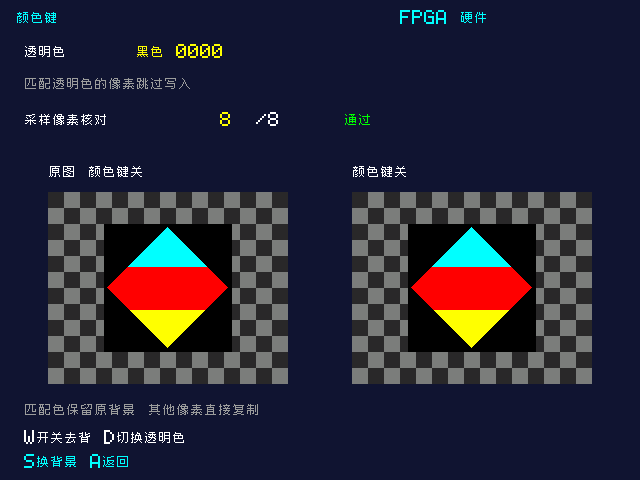 颜色键 FPGA 硬件
透明色 黑色 0000
匹配透明色的像素跳过写入
采样像素核对 8 /8 通过
原图 颜色键关 颜色键关
匹配色保留原背景 其他像素直接复制
W开关去背 D切换透明色
S换背景 A返回